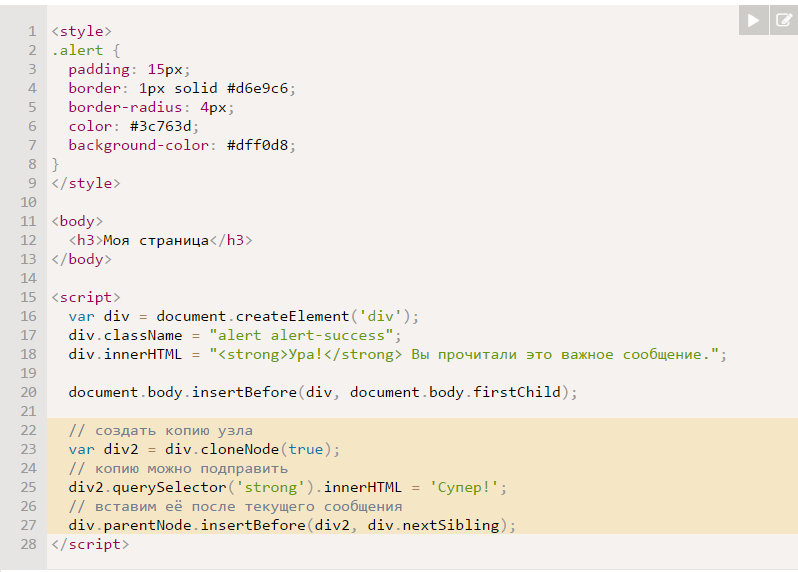 1 <style>
2 .alert {
3   padding: 15px;
4   border: 1px solid #d6e9c6;
5   border-radius: 4px;
6   color: #3c763d;
7   background-color: #dff0d8;
8 }
9 </style>
10
11 <body>
12   <h3>Моя страница</h3>
13 </body>
14
15 <script>
16   var div = document.createElement('div');
17   div.className = "alert alert-success";
18   div.innerHTML = "<strong>Ура!</strong> Вы прочитали это важное сообщение.";
19
20   document.body.insertBefore(div, document.body.firstChild);
21
22   // создать копию узла
23   var div2 = div.cloneNode(true);
24   // копию можно подправить
25   div2.querySelector('strong').innerHTML = 'Супер!';
26   // вставим её после текущего сообщения
27   div.parentNode.insertBefore(div2, div.nextSibling);
28 </script>